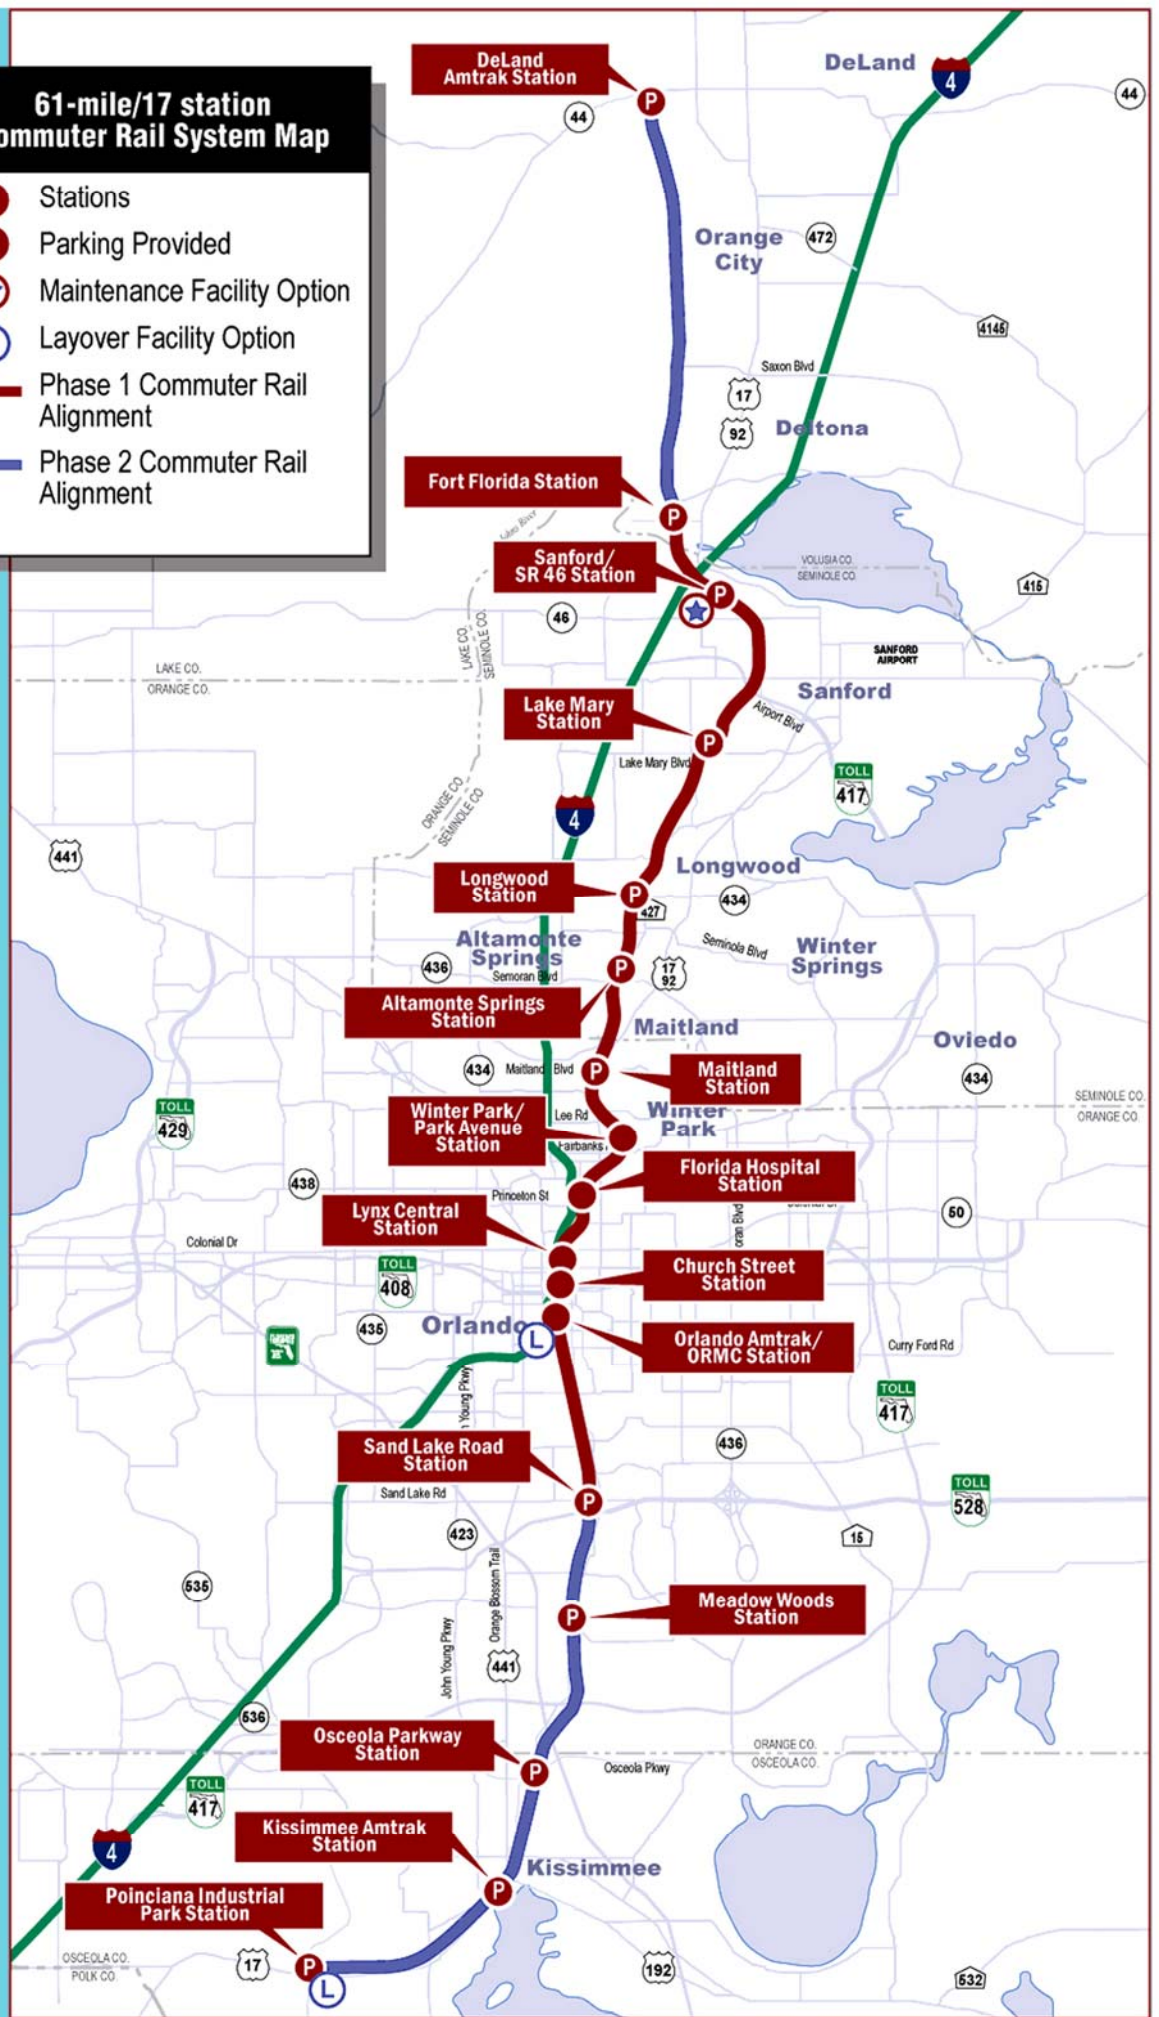 61-mile/17 station
ommuter Rail System Map
Stations
Parking Provided
Maintenance Facility Option
Layover Facility Option
Phase 1 Commuter Rail
Alignment
Phase 2 Commuter Rail
Alignment
DeLand
Amtrak Station
P
DeLand
4
44
44
Orange
City
472
4145
Saxon Blvd
17
92
Deltona
Fort Florida Station
P
Sanford/
SR 46 Station
P
VOLUSIA CO.
SEMINOLE CO.
415
46
LAKE CO.
SEMINOLE CO.
SANFORD
AIRPORT
LAKE CO.
ORANGE CO.
Sanford
Lake Mary
Station
P
Airport Blvd
Lake Mary Blvd
TOLL
417
ORANGE CO.
SEMINOLE CO.
4
441
Longwood
Longwood
Station
P
427
434
Altamonte
Springs
436
Semoran Blvd
P
17
92
Seminola Blvd
Winter
Springs
Altamonte Springs
Station
Maitland
Oviedo
434
434
Maitland Blvd
P
Maitland
Station
SEMINOLE CO.
ORANGE CO.
TOLL
429
Winter Park/
Park Avenue
Station
Lee Rd
Winter
Park
Fairbanks
Florida Hospital
Station
438
Princeton St
Lynx Central
Station
oran Blvd
50
Colonial Dr
TOLL
408
Church Street
Station
435
Orlando
L
Orlando Amtrak/
ORMC Station
Curry Ford Rd
n Young Pkwy
TOLL
417
436
Sand Lake Road
Station
Sand Lake Rd
P
TOLL
528
423
15
535
Orange Blossom Trail
John Young Pkwy
P
Meadow Woods
Station
441
536
Osceola Parkway
Station
P
Osceola Pkwy
ORANGE CO.
OSCEOLA CO.
TOLL
417
4
Kissimmee Amtrak
Station
Kissimmee
P
Poinciana Industrial
Park Station
OSCEOLA CO.
POLK CO.
17
P
L
192
532